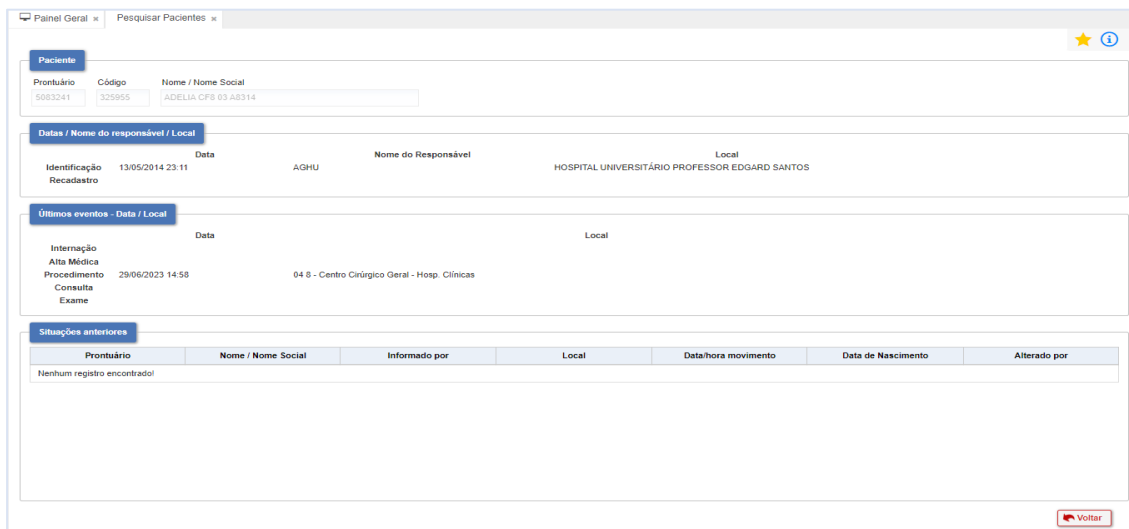 Painel Geral × Pesquisar Pacientes ×
Paciente
Prontuário Código Nome / Nome Social
5083241 325955 ADELIA CF8 03 A8314
Datas / Nome do responsável / Local
Data Nome do Responsável Local
Identificação 13/05/2014 23:11 AGHU HOSPITAL UNIVERSITÁRIO PROFESSOR EDGARD SANTOS
Recadastro
Últimos eventos - Data / Local
Data Local
Internação
Alta Médica
Procedimento 29/06/2023 14:58 04 8 - Centro Cirúrgico Geral - Hosp. Clínicas
Consulta
Exame
Situações anteriores
Prontuário Nome / Nome Social Informado por Local Data/hora movimento Data de Nascimento Alterado por
Nenhum registro encontrado!
Voltar